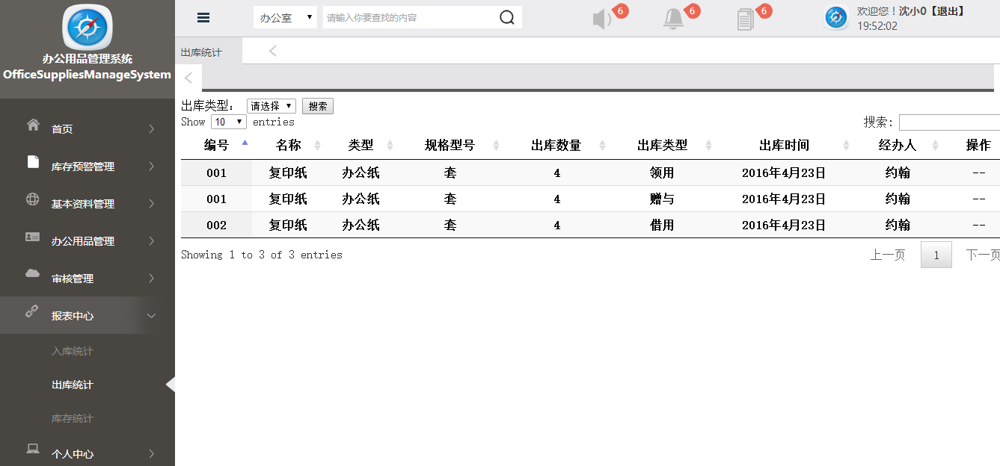 办公用品管理系统
OfficeSuppliesManageSystem
首页
库存预警管理
基本资料管理
办公用品管理
审核管理
报表中心
入库统计
出库统计
库存统计
个人中心
办公室 请输入你要查找的内容 6 6 6 欢迎您！沈小0【退出】
19:52:02
出库统计
出库类型： 请选择 搜索
Show 10 entries 搜索:
编号 名称 类型 规格型号 出库数量 出库类型 出库时间 经办人 操作
001 复印纸 办公纸 套 4 领用 2016年4月23日 约翰 --
001 复印纸 办公纸 套 4 赠与 2016年4月23日 约翰 --
002 复印纸 办公纸 套 4 借用 2016年4月23日 约翰 --
Showing 1 to 3 of 3 entries 上一页 1 下一页